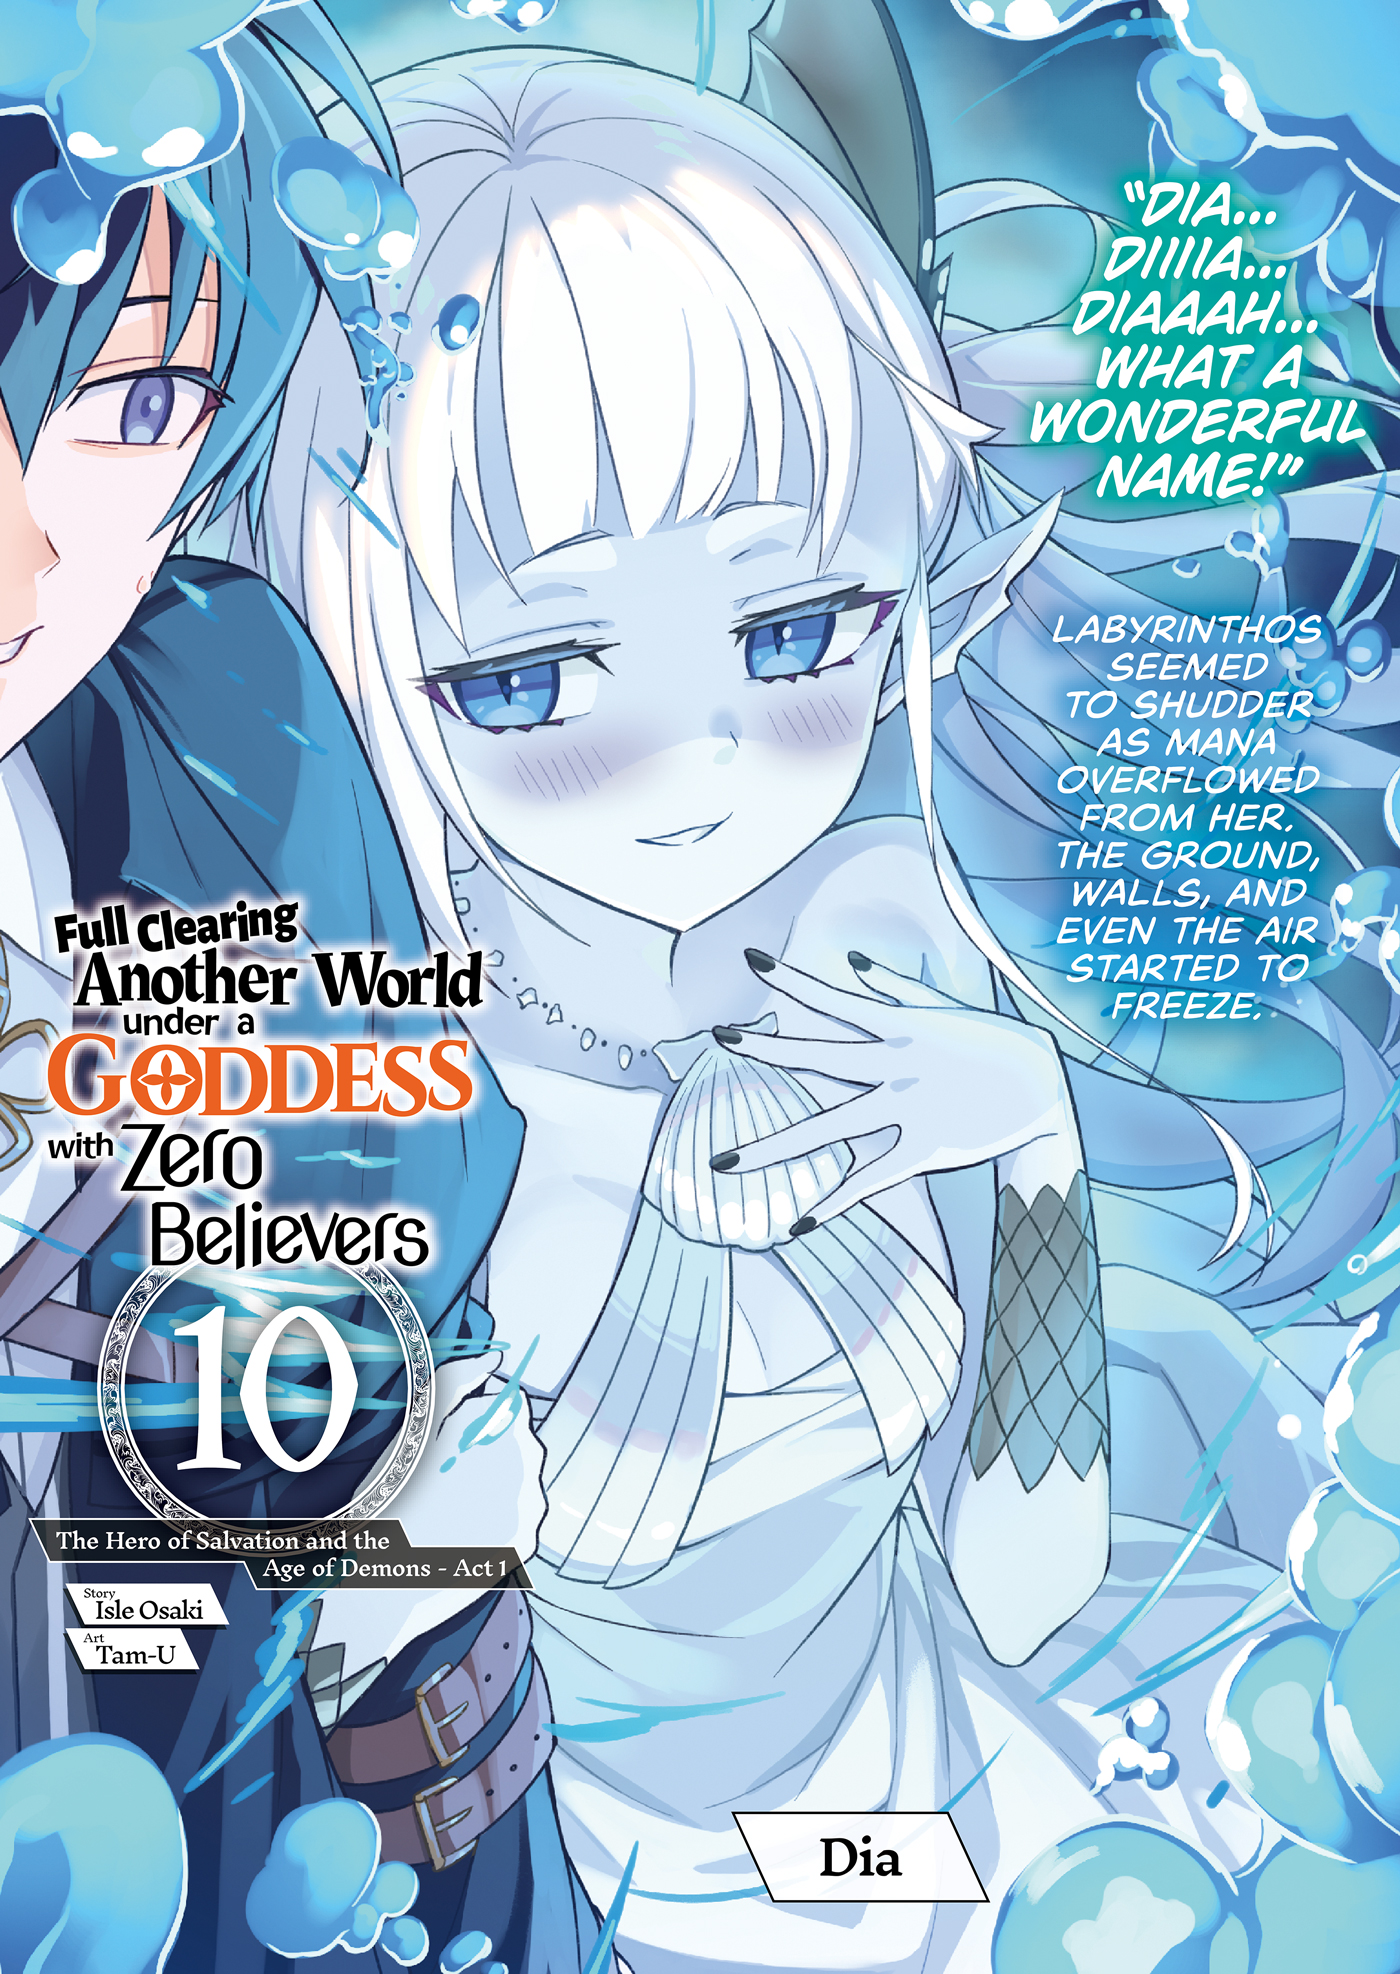 "DIA...
DIIIIA...
DIAAAH...
WHAT A
WONDERFUL
NAME!"
LABYRINTHOS
SEEMED
TO SHUDDER
AS MANA
OVERFLOWED
FROM HER.
THE GROUND,
WALLS, AND
EVEN THE AIR
STARTED TO
FREEZE.
Full Clearing
Another World
under a
GODDESS
with Zero
Believers
10
The Hero of Salvation and the
Age of Demons - Act 1
Story
Isle Osaki
Art
Tam-U
Dia